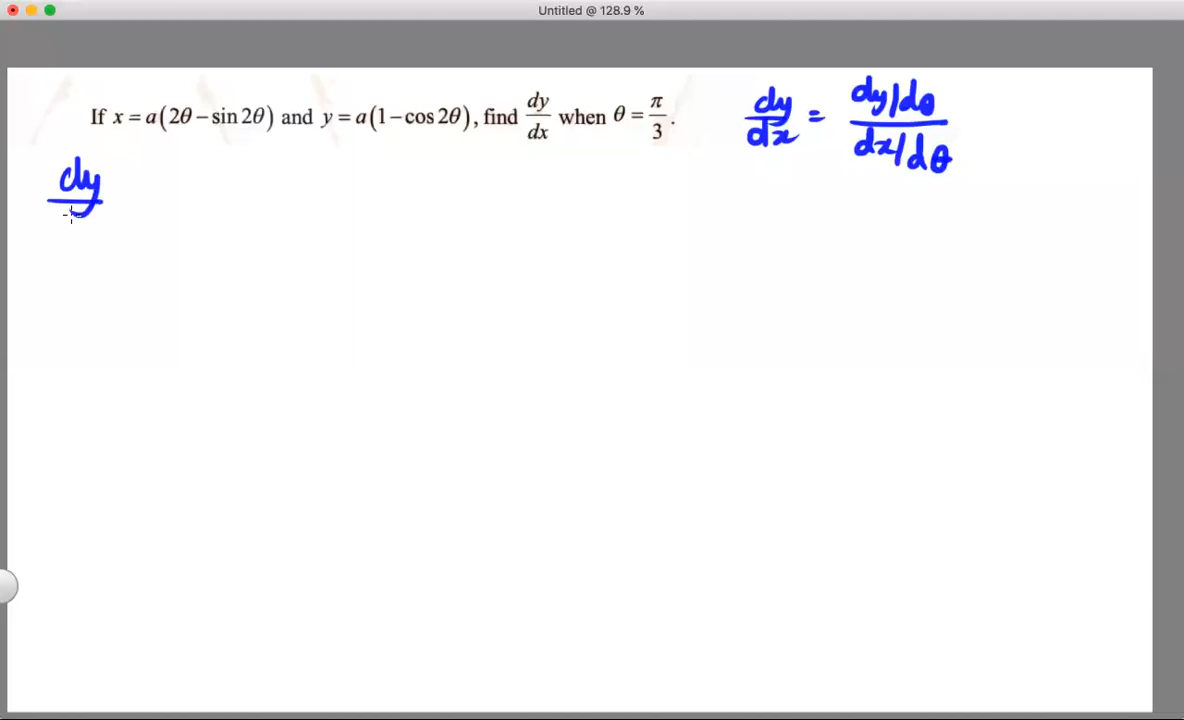 Untitled @ 128.9 %
If x = a(2θ − sin 2θ) and y = a(1 − cos 2θ), find dy/dx when θ = π/3.
dy/dx = (dy/dθ)/(dx/dθ)
dy